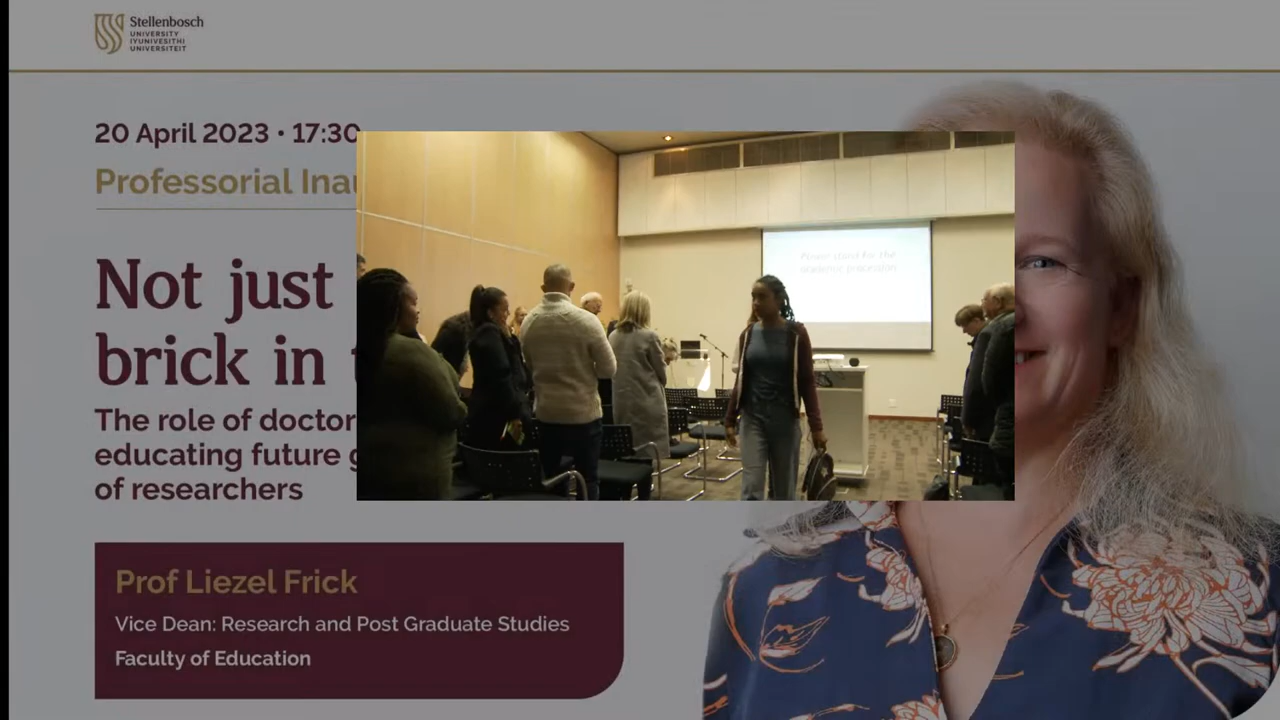 Stellenbosch
UNIVERSITY
IYUNIVESITHI
UNIVERSITEIT
20 April 2023 • 17:30
Professorial Inau
Not just
brick in
The role of doctor
educating future g
of researchers
Please stand for the
academic procession
Prof Liezel Frick
Vice Dean: Research and Post Graduate Studies
Faculty of Education